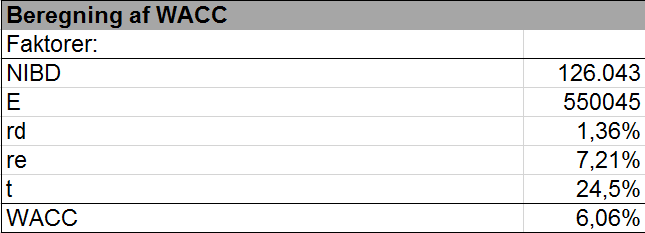 Beregning af WACC
Faktorer:
NIBD 126.043
E 550045
rd 1,36%
re 7,21%
t 24,5%
WACC 6,06%